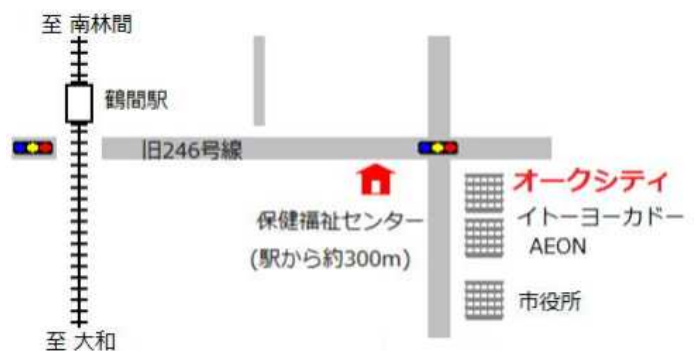 至 南林間
鶴間駅
旧246号線
オークシティ
イトーヨーカドー
AEON
保健福祉センター
(駅から約300m)
市役所
至 大和